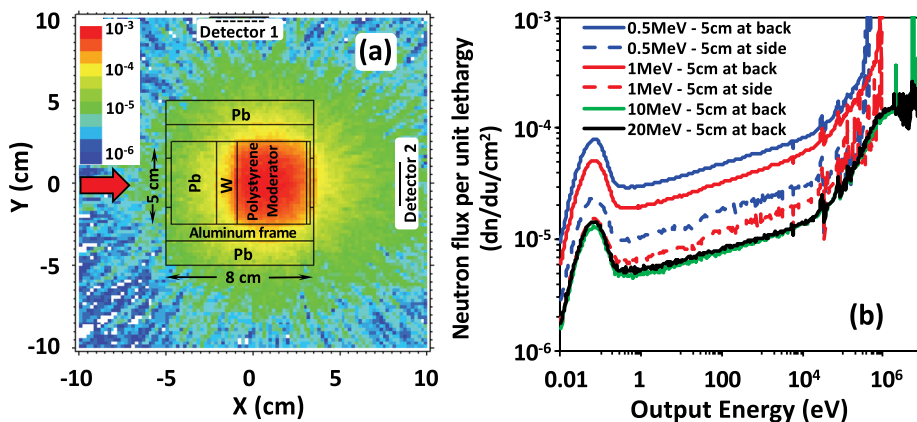 10
5
0
-5
-10
Y (cm)
10⁻³
10⁻⁴
10⁻⁵
10⁻⁶
Detector 1
(a)
Pb
Pb
W
Polystyrene
Moderator
5 cm
Detector 2
Aluminum frame
Pb
8 cm
-10 -5 0 5 10
X (cm)
Neutron flux per unit lethargy
(dn/du/cm²)
10⁻³
10⁻⁴
10⁻⁵
10⁻⁶
0.5MeV - 5cm at back
0.5MeV - 5cm at side
1MeV - 5cm at back
1MeV - 5cm at side
10MeV - 5cm at back
20MeV - 5cm at back
(b)
0.01 1 100 10⁴ 10⁶
Output Energy (eV)